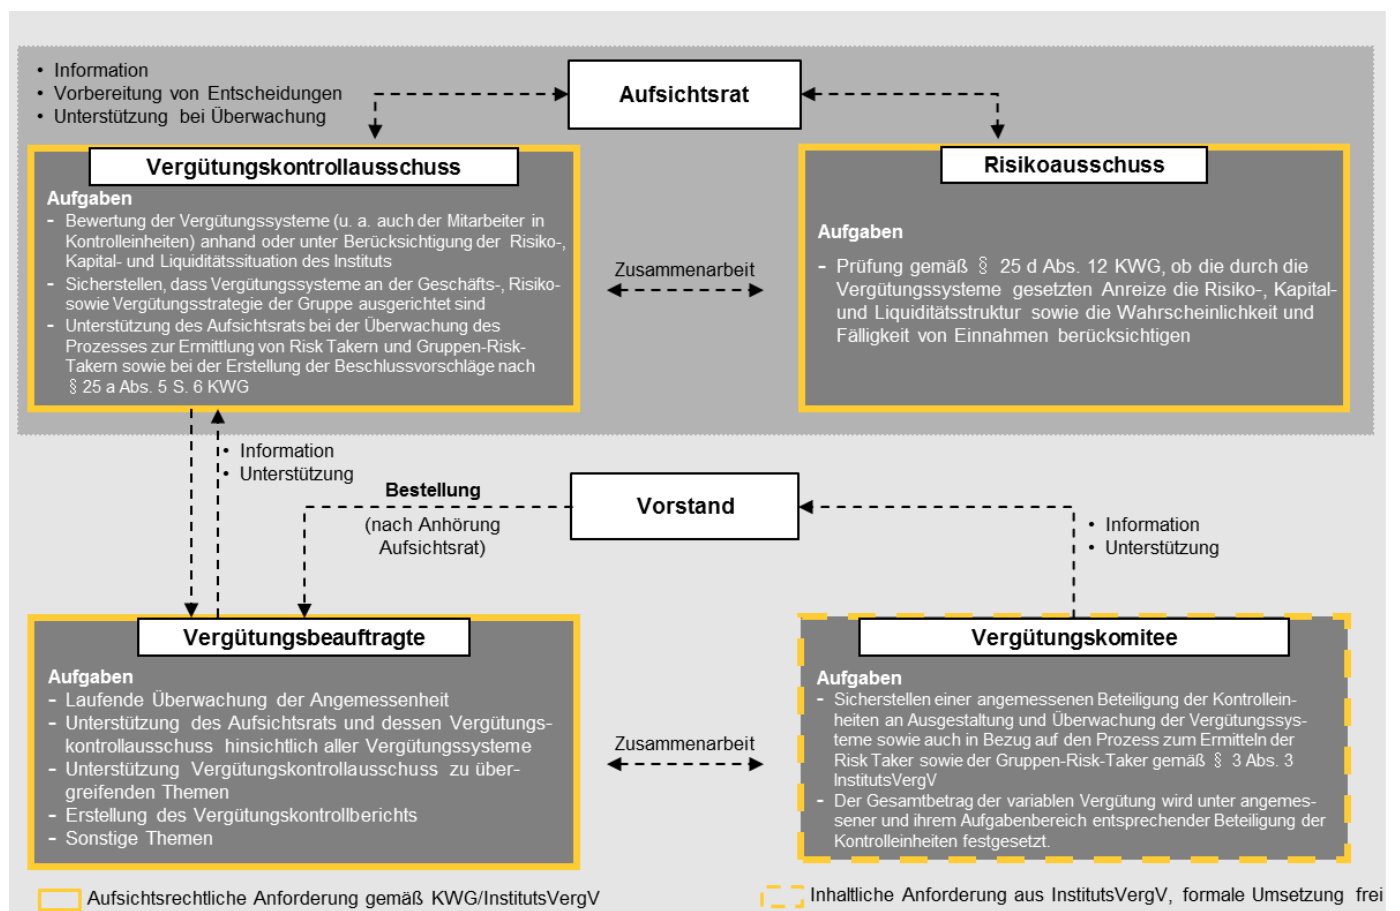 • Information
• Vorbereitung von Entscheidungen
• Unterstützung bei Überwachung
Aufsichtsrat
Vergütungskontrollausschuss
Aufgaben
- Bewertung der Vergütungssysteme (u. a. auch der Mitarbeiter in
Kontrolleinheiten) anhand oder unter Berücksichtigung der Risiko-,
Kapital- und Liquiditätssituation des Instituts
- Sicherstellen, dass Vergütungssysteme an der Geschäfts-, Risiko-
sowie Vergütungsstrategie der Gruppe ausgerichtet sind
- Unterstützung des Aufsichtsrats bei der Überwachung des
Prozesses zur Ermittlung von Risk Takern und Gruppen-Risk-
Takern sowie bei der Erstellung der Beschlussvorschläge nach
§ 25 a Abs. 5 S. 6 KWG
Zusammenarbeit
Risikoausschuss
Aufgaben
- Prüfung gemäß § 25 d Abs. 12 KWG, ob die durch die
Vergütungssysteme gesetzten Anreize die Risiko-, Kapital-
und Liquiditätsstruktur sowie die Wahrscheinlichkeit und
Fälligkeit von Einnahmen berücksichtigen
• Information
• Unterstützung
Bestellung
(nach Anhörung
Aufsichtsrat)
Vorstand
• Information
• Unterstützung
Vergütungsbeauftragte
Aufgaben
- Laufende Überwachung der Angemessenheit
- Unterstützung des Aufsichtsrats und dessen Vergütungs-
kontrollausschuss hinsichtlich aller Vergütungssysteme
- Unterstützung Vergütungskontrollausschuss zu über-
greifenden Themen
- Erstellung des Vergütungskontrollberichts
- Sonstige Themen
Zusammenarbeit
Vergütungskomitee
Aufgaben
- Sicherstellen einer angemessenen Beteiligung der Kontrollein-
heiten an Ausgestaltung und Überwachung der Vergütungssys-
teme sowie auch in Bezug auf den Prozess zum Ermitteln der
Risk Taker sowie der Gruppen-Risk-Taker gemäß § 3 Abs. 3
InstitutsVergV
- Der Gesamtbetrag der variablen Vergütung wird unter angemes-
sener und ihrem Aufgabenbereich entsprechender Beteiligung der
Kontrolleinheiten festgesetzt.
Aufsichtsrechtliche Anforderung gemäß KWG/InstitutsVergV
Inhaltliche Anforderung aus InstitutsVergV, formale Umsetzung frei